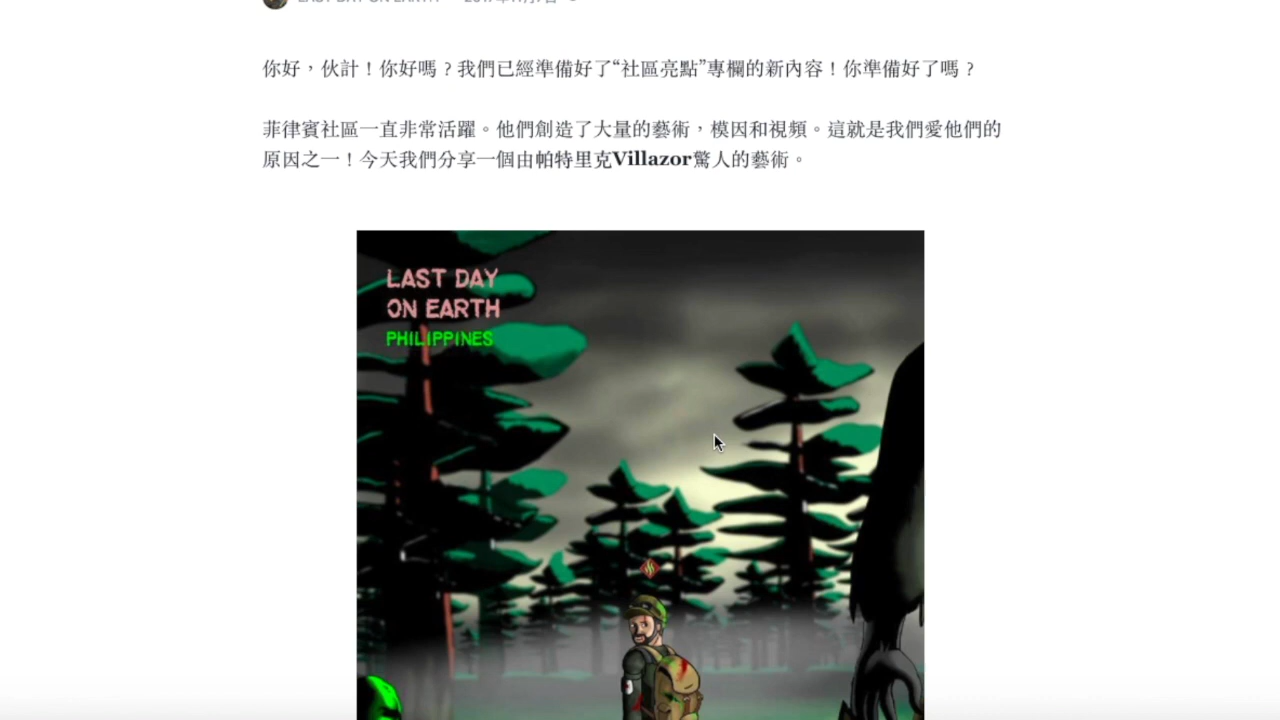 你好，伙計！你好嗎？我們已經準備好了“社區亮點”專欄的新內容！你準備好了嗎？
菲律賓社區一直非常活躍。他們創造了大量的藝術，模因和視頻。這就是我們愛他們的
原因之一！今天我們分享一個由帕特里克Villazor驚人的藝術。
LAST DAY
ON EARTH
PHILIPPINES